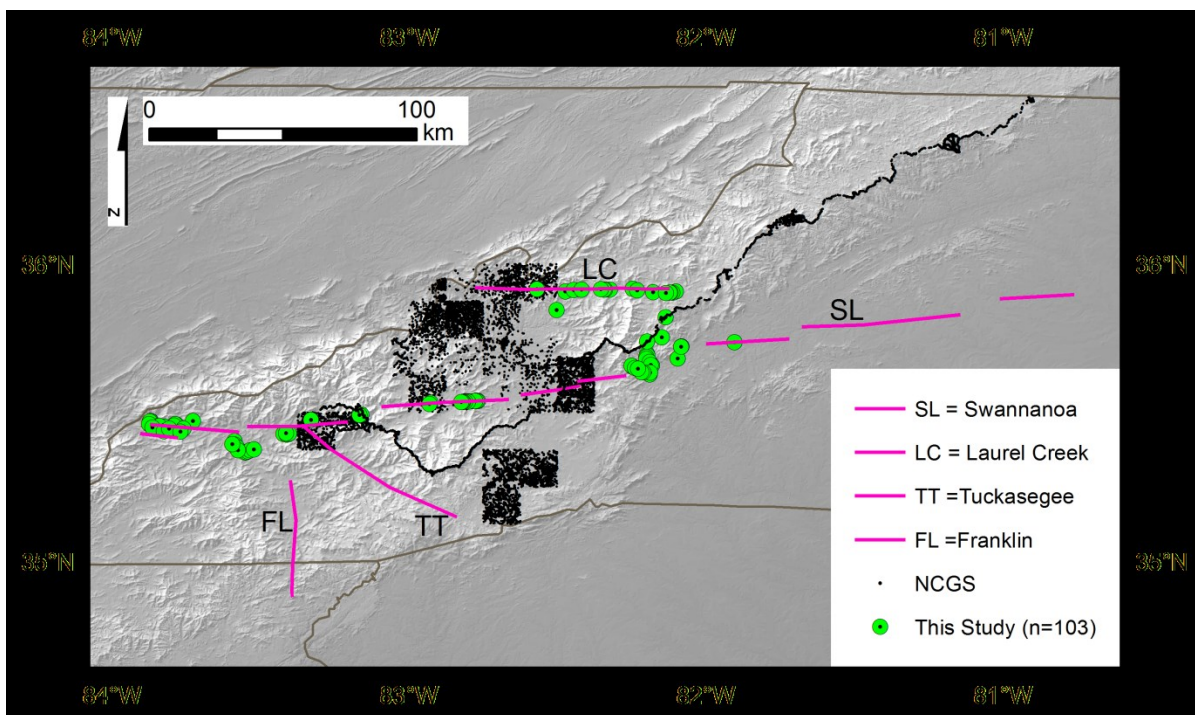 84°W 83°W 82°W 81°W
0 100
km
N
36°N 36°N
LC
SL
FL TT
35°N 35°N
SL = Swannanoa
LC = Laurel Creek
TT =Tuckasegee
FL =Franklin
NCGS
This Study (n=103)
84°W 83°W 82°W 81°W